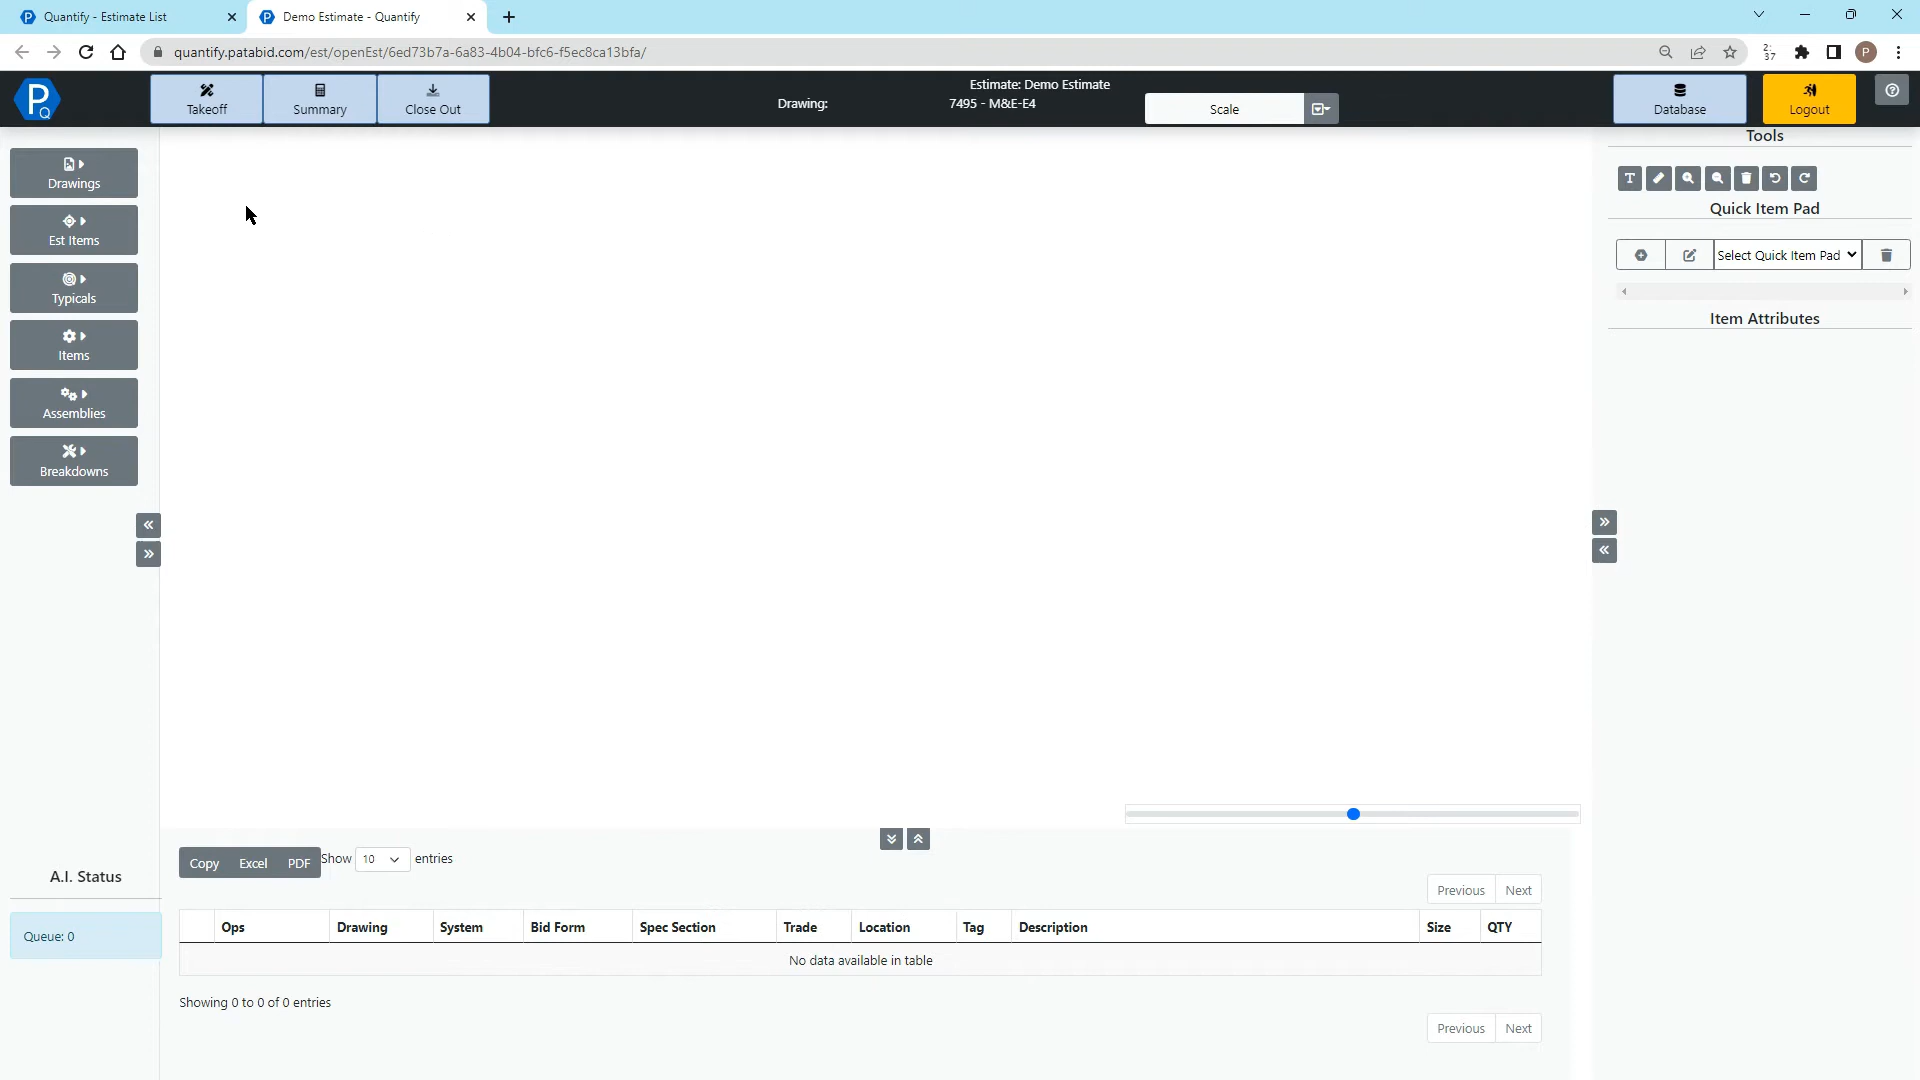 Quantify - Estimate List
Demo Estimate - Quantify
quantify.patabid.com/est/openEst/6ed73b7a-6a83-4b04-bfc6-f5ec8ca13bfa/
2:
37
P
PQ
Takeoff
Summary
Close Out
Drawing:
Estimate: Demo Estimate
7495 - M&E-E4
Scale
Database
Logout
Tools
Drawings
Est Items
Typicals
Items
Assemblies
Breakdowns
T
Quick Item Pad
Select Quick Item Pad
Item Attributes
A.I. Status
Queue: 0
Copy Excel PDF Show 10 entries
Previous Next
Ops Drawing System Bid Form Spec Section Trade Location Tag Description Size QTY
No data available in table
Showing 0 to 0 of 0 entries
Previous Next